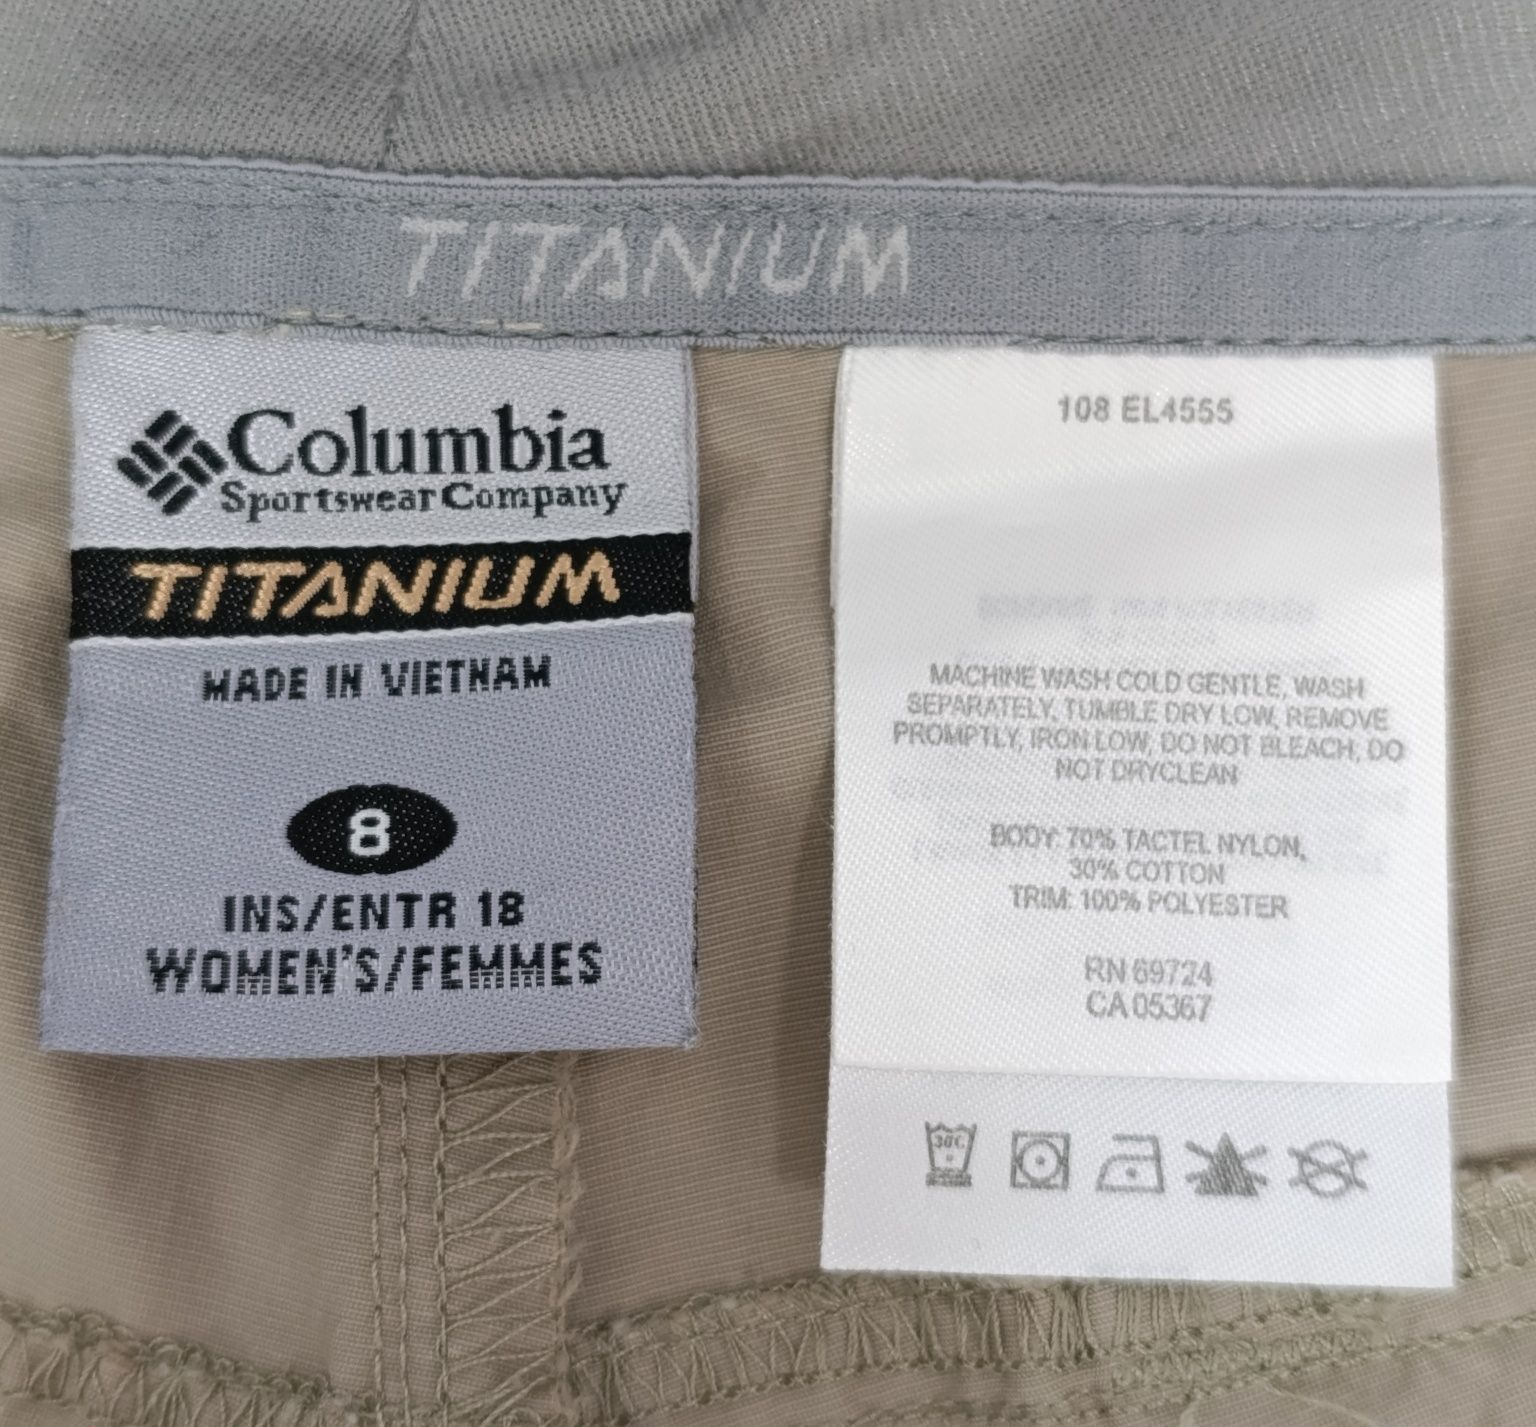 TITANIUM
Columbia
Sportswear Company
TITANIUM
MADE IN VIETNAM
8
INS/ENTR 18
WOMEN'S/FEMMES
108 EL4555
MACHINE WASH COLD GENTLE, WASH
SEPARATELY, TUMBLE DRY LOW, REMOVE
PROMPTLY, IRON LOW, DO NOT BLEACH, DO
NOT DRYCLEAN
BODY: 70% TACTEL NYLON,
30% COTTON
TRIM: 100% POLYESTER
RN 69724
CA 05367
30C